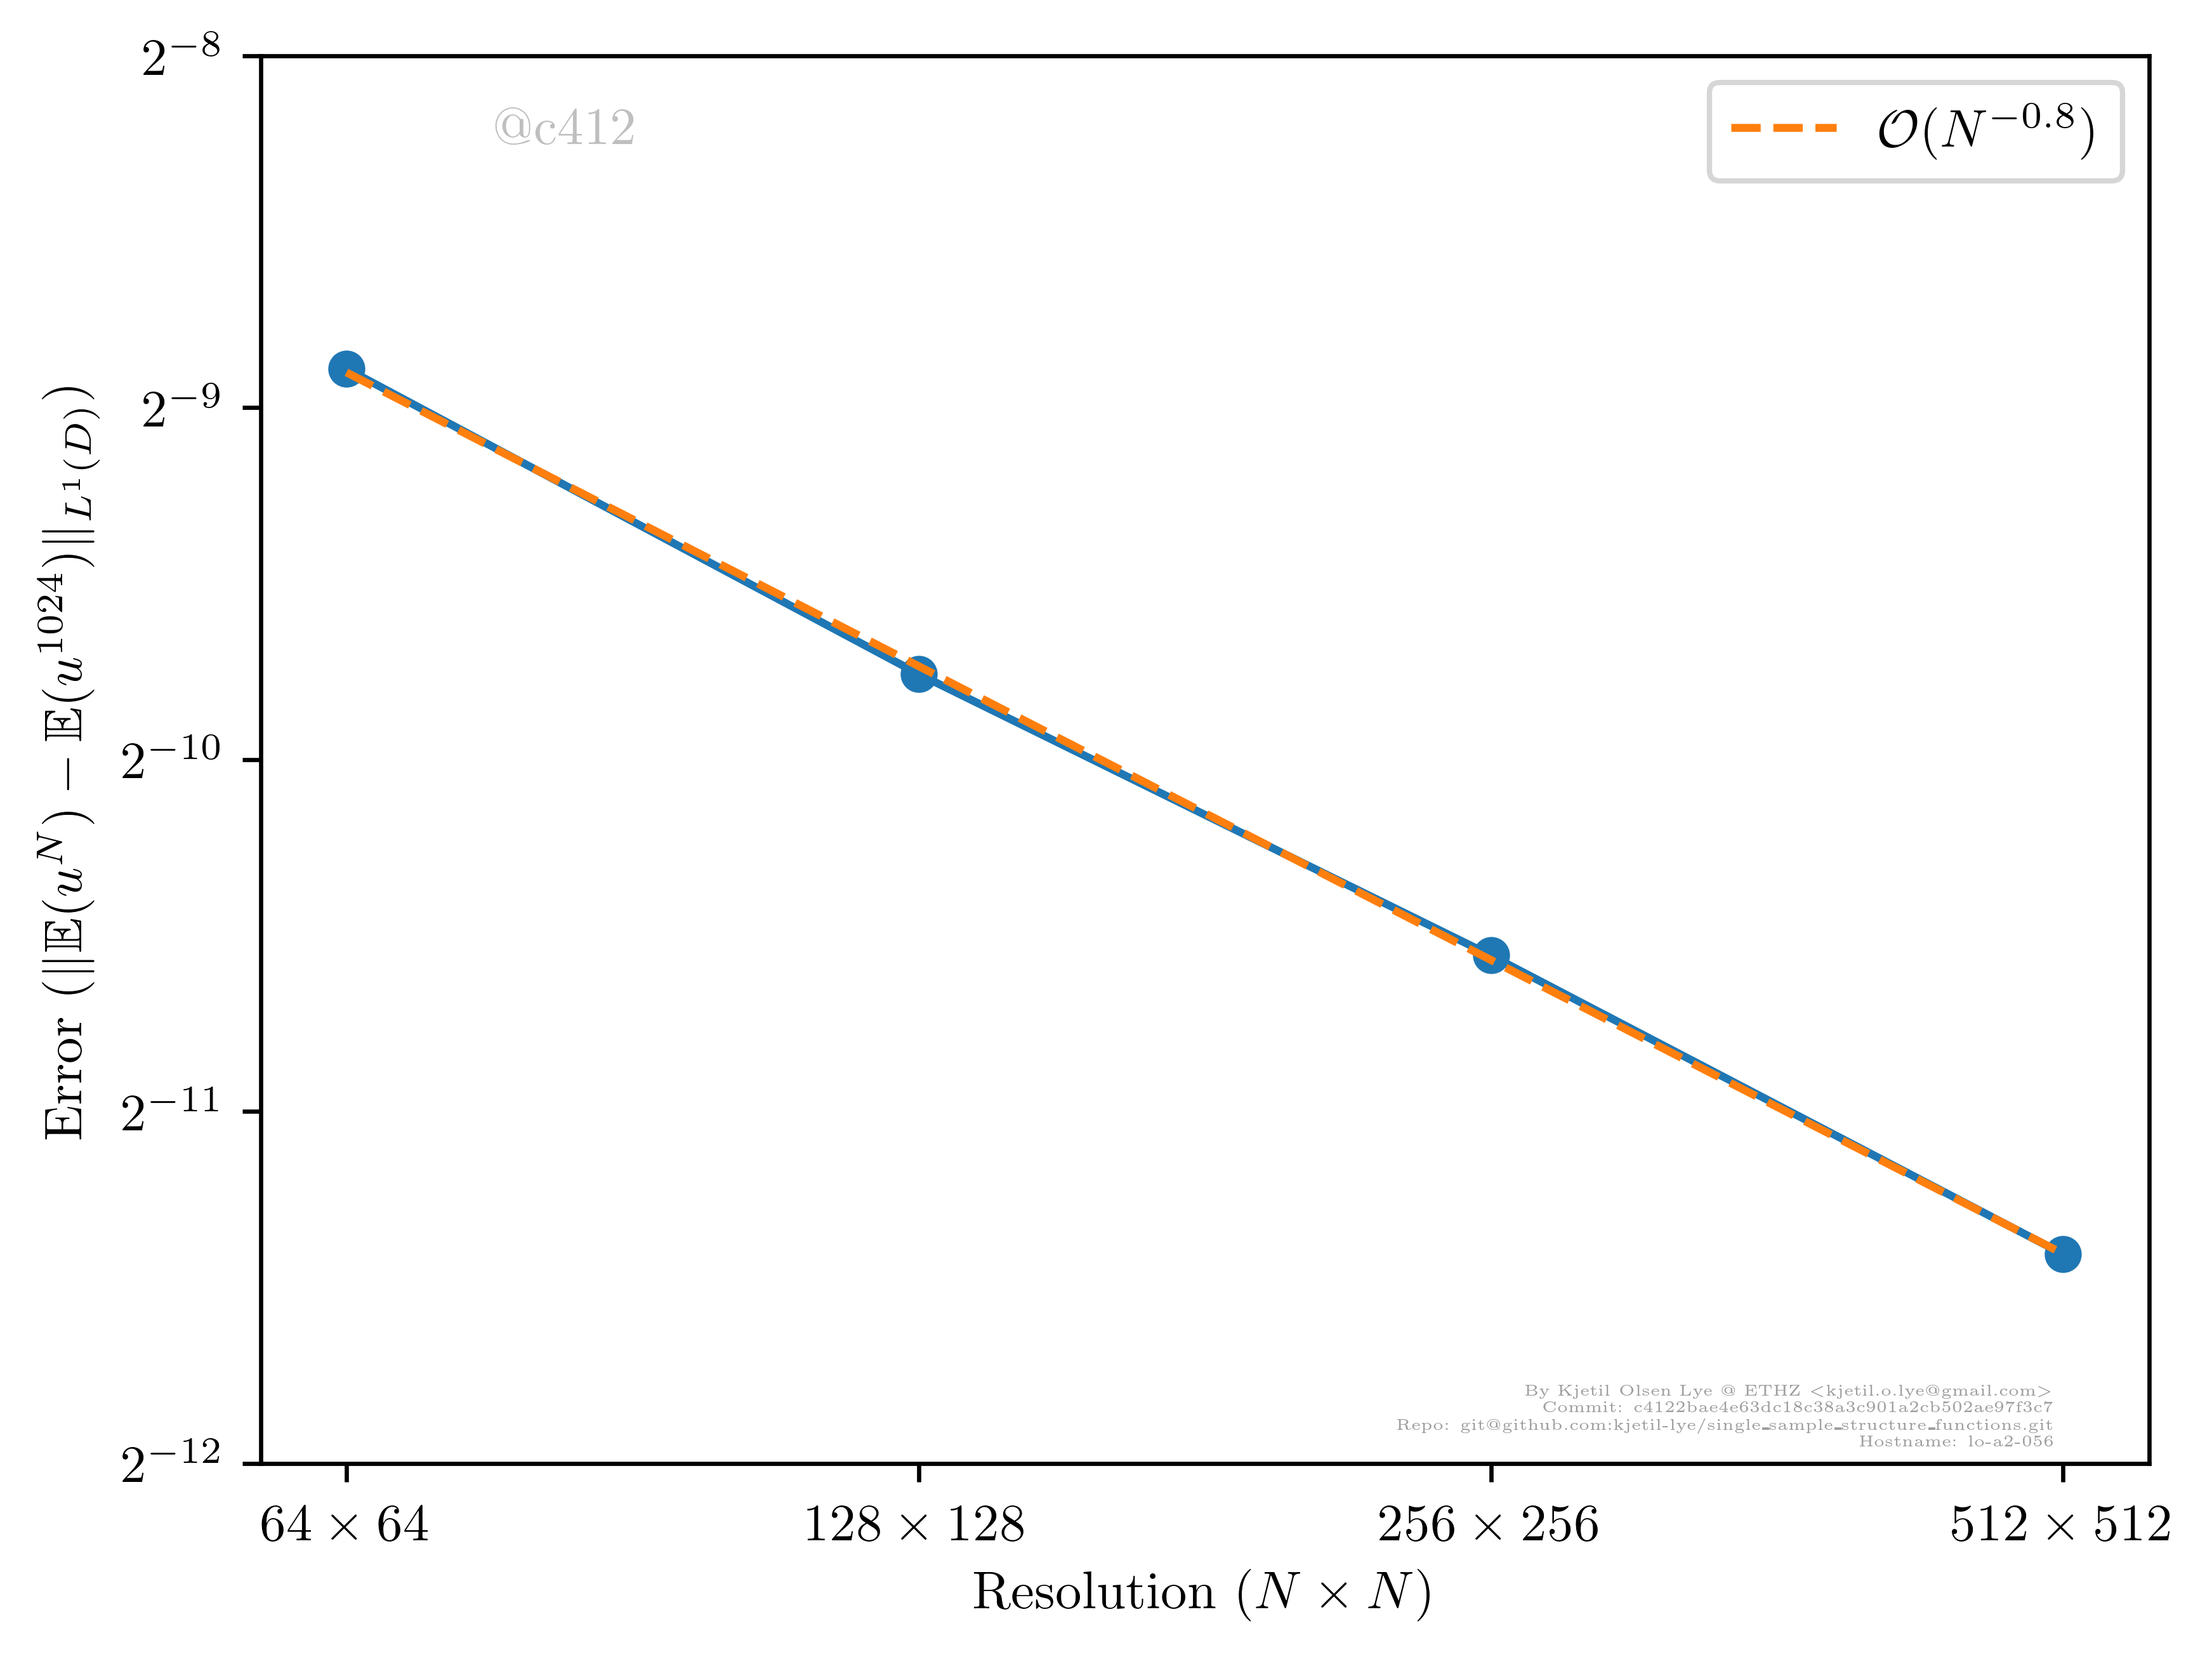 2^{-8}
@c412
O(N^{-0.8})
2^{-9}
2^{-10}
2^{-11}
2^{-12}
Error (||𝔼(u^N) − 𝔼(u^{1024})||_{L^1(D)})
By Kjetil Olsen Lye @ ETHZ <kjetil.o.lye@gmail.com>
Commit: c4122bae4e63dc18c38a3c901a2cb502ae97f3c7
Repo: git@github.com:kjetil-lye/single_sample_structure_functions.git
Hostname: lo-a2-056
64 × 64
128 × 128
256 × 256
512 × 512
Resolution (N × N)